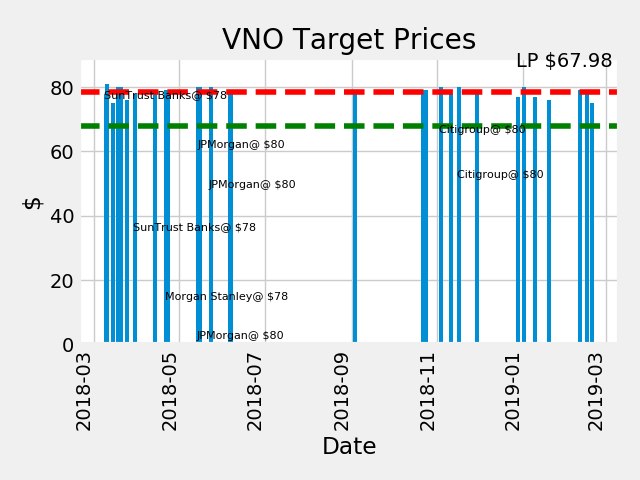 VNO Target Prices
LP $67.98
80
SunTrust Banks@ $78
Citigroup@ $80
60
JPMorgan@ $80
Citigroup@ $80
JPMorgan@ $80
40
SunTrust Banks@ $78
20
Morgan Stanley@ $78
JPMorgan@ $80
0
$
2018-03
2018-05
2018-07
2018-09
2018-11
2019-01
2019-03
Date